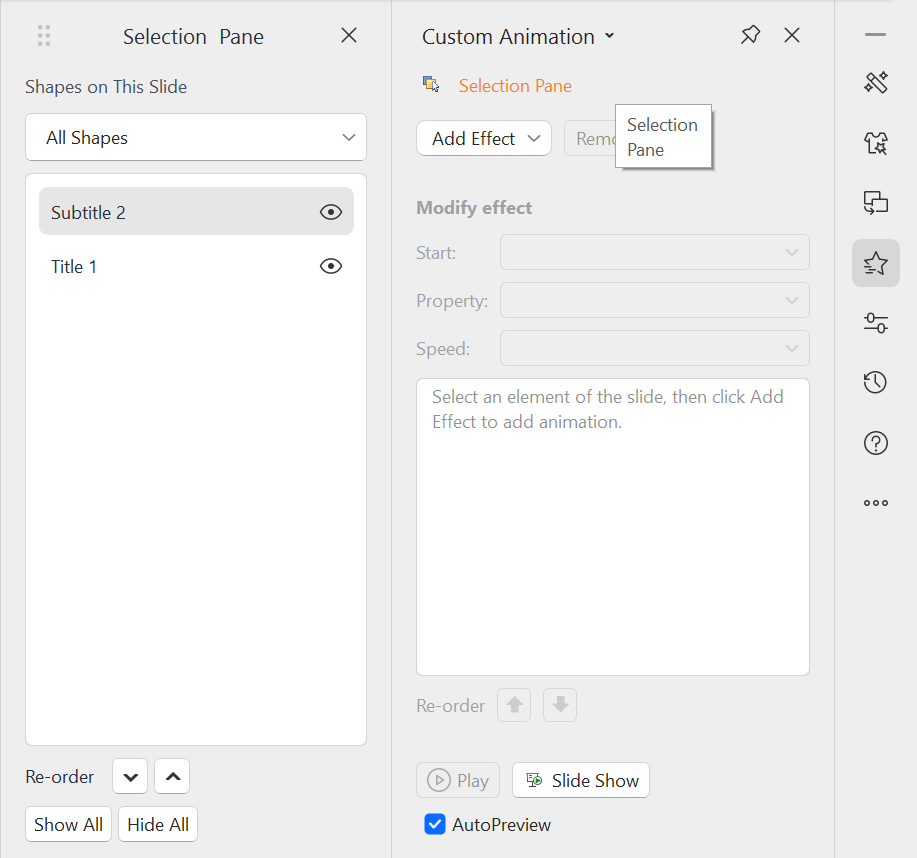 Selection Pane
Shapes on This Slide
All Shapes
Subtitle 2
Title 1
Re-order
Show All
Hide All
Custom Animation
Selection Pane
Add Effect
Selection
Pane
Modify effect
Start:
Property:
Speed:
Select an element of the slide, then click Add
Effect to add animation.
Re-order
Play
Slide Show
AutoPreview